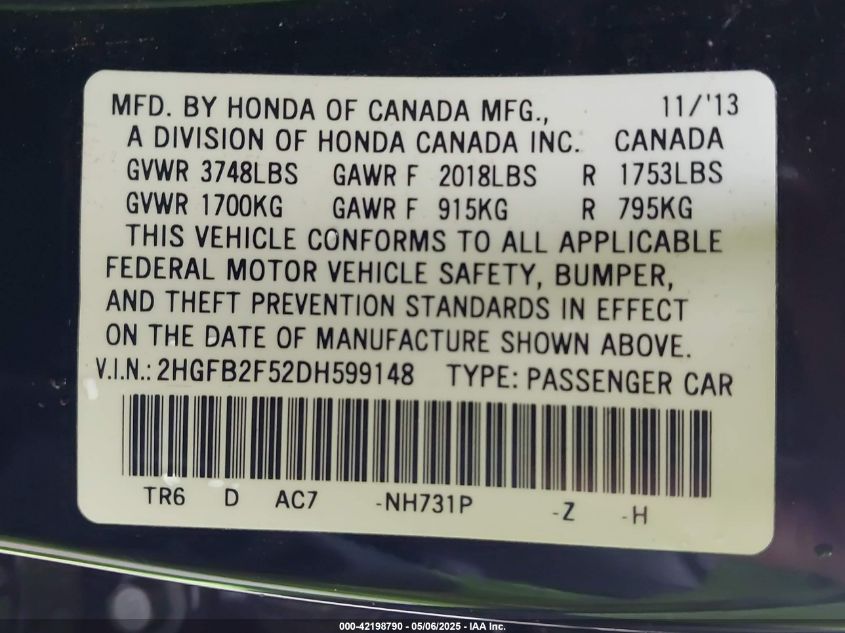 MFD. BY HONDA OF CANADA MFG., 11/'13
A DIVISION OF HONDA CANADA INC. CANADA
GVWR 3748LBS GAWR F 2018LBS R 1753LBS
GVWR 1700KG GAWR F 915KG R 795KG
THIS VEHICLE CONFORMS TO ALL APPLICABLE
FEDERAL MOTOR VEHICLE SAFETY, BUMPER,
AND THEFT PREVENTION STANDARDS IN EFFECT
ON THE DATE OF MANUFACTURE SHOWN ABOVE.
V.I.N.: 2HGFB2F52DH599148 TYPE: PASSENGER CAR
TR6 D AC7 -NH731P -Z -H
000-42198790 - 05/06/2025 - IAA Inc.